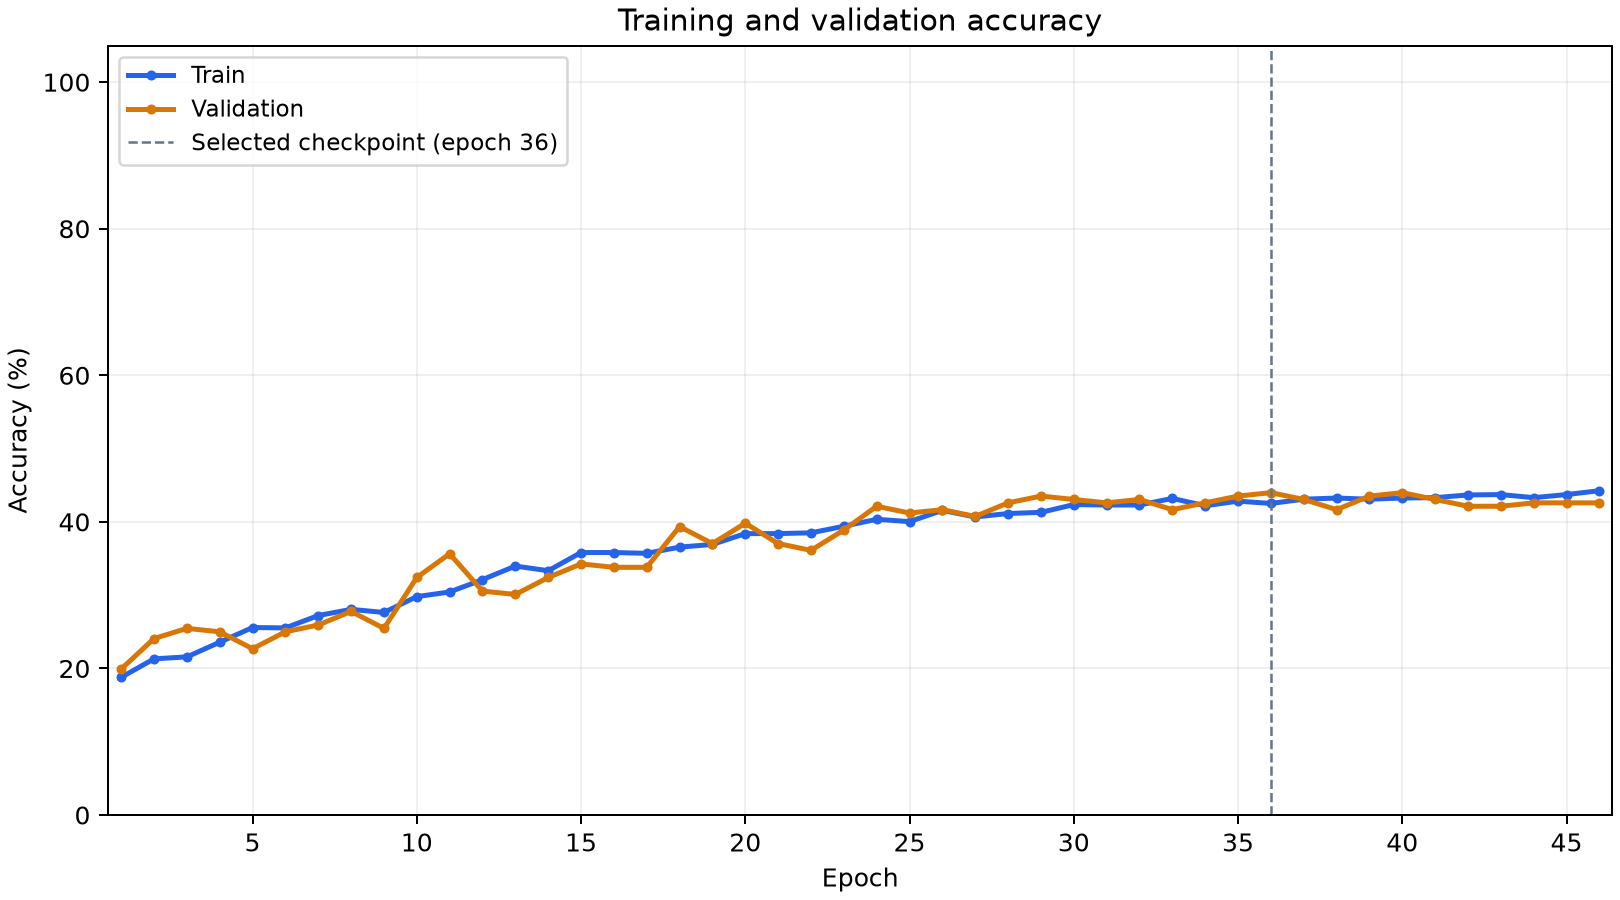 Training and validation accuracy
Train
Validation
Selected checkpoint (epoch 36)
Accuracy (%)
100
80
60
40
20
0
5 10 15 20 25 30 35 40 45
Epoch